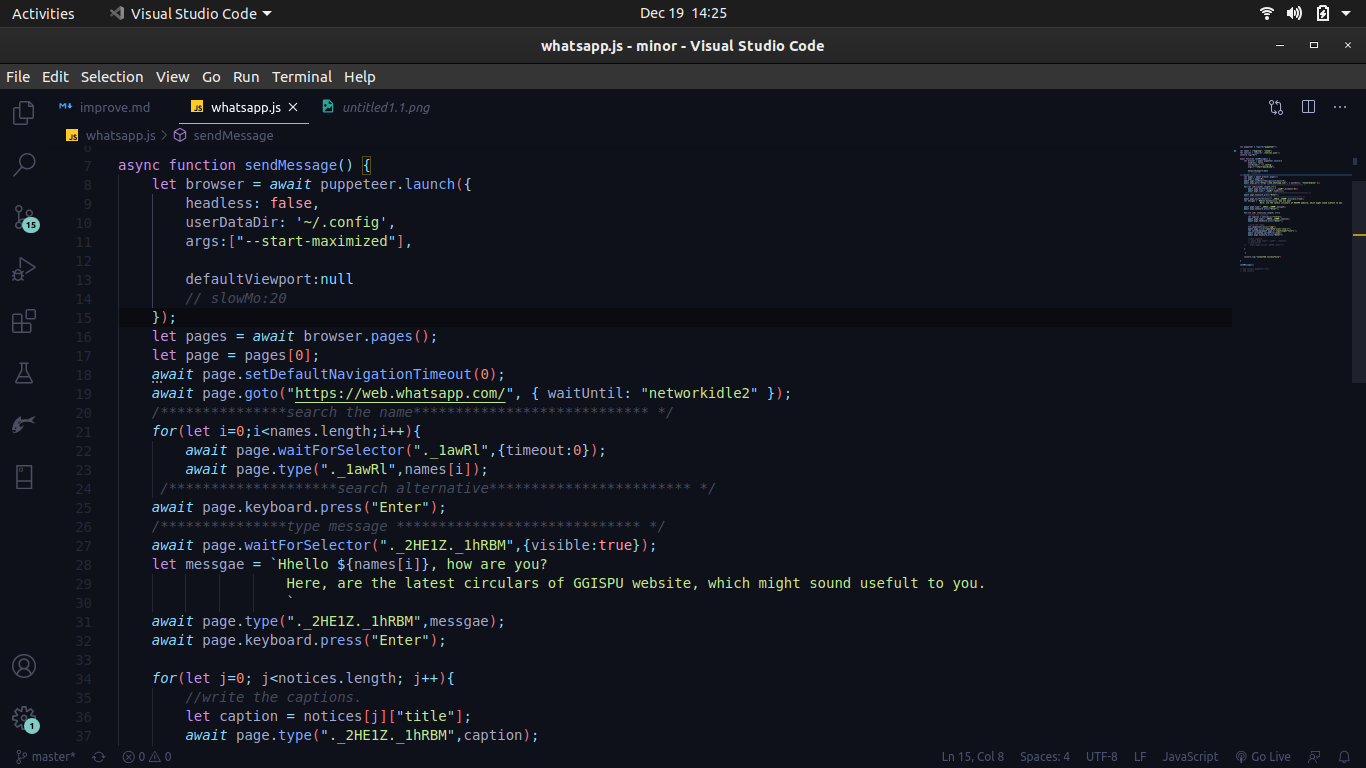 Activities Visual Studio Code Dec 19 14:25
whatsapp.js - minor - Visual Studio Code
File Edit Selection View Go Run Terminal Help
improve.md whatsapp.js untitled1.1.png
JS whatsapp.js > sendMessage
6
7 async function sendMessage() {
8 let browser = await puppeteer.launch({
9 headless: false,
10 userDataDir: '~/.config',
11 args:["--start-maximized"],
12
13 defaultViewport:null
14 // slowMo:20
15 });
16 let pages = await browser.pages();
17 let page = pages[0];
18 await page.setDefaultNavigationTimeout(0);
19 await page.goto("https://web.whatsapp.com/", { waitUntil: "networkidle2" });
20 /***************search the name**************************** */
21 for(let i=0;i<names.length;i++){
22 await page.waitForSelector("._1awRl",{timeout:0});
23 await page.type("._1awRl",names[i]);
24 /********************search alternative************************ */
25 await page.keyboard.press("Enter");
26 /***************type message ***************************** */
27 await page.waitForSelector("._2HE1Z._1hRBM",{visible:true});
28 let messgae = `Hhello ${names[i]}, how are you?
29 Here, are the latest circulars of GGISPU website, which might sound usefult to you.
30 `
31 await page.type("._2HE1Z._1hRBM",messgae);
32 await page.keyboard.press("Enter");
33
34 for(let j=0; j<notices.length; j++){
35 //write the captions.
36 let caption = notices[j]["title"];
37 await page.type("._2HE1Z._1hRBM",caption);
15
1
master* 0 0 Ln 15, Col 8 Spaces: 4 UTF-8 LF JavaScript Go Live